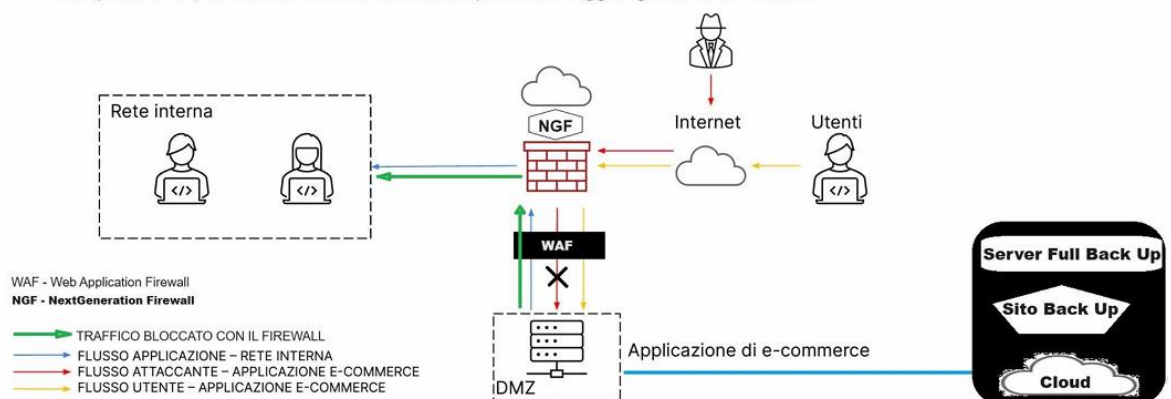 Rete interna
NGF
Internet
Utenti
</>
</>
</>
WAF
Server Full Back Up
Sito Back Up
Cloud
WAF - Web Application Firewall
NGF - NextGeneration Firewall
TRAFFICO BLOCCATO CON IL FIREWALL
FLUSSO APPLICAZIONE – RETE INTERNA
FLUSSO ATTACCANTE – APPLICAZIONE E-COMMERCE
FLUSSO UTENTE – APPLICAZIONE E-COMMERCE
Applicazione di e-commerce
DMZ